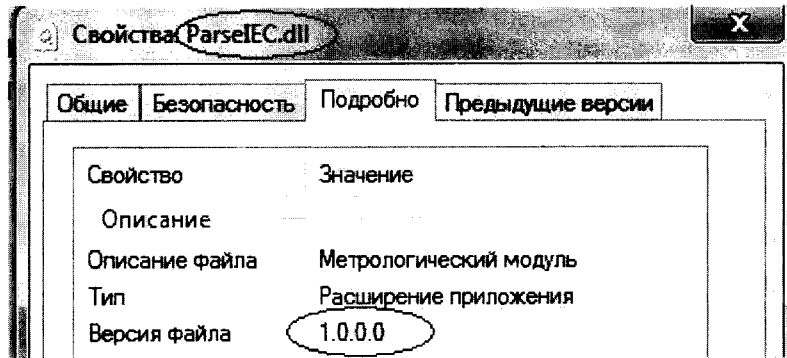 Свойства: ParseIEC.dll
Общие Безопасность Подробно Предыдущие версии
Свойство Значение
Описание
Описание файла Метрологический модуль
Тип Расширение приложения
Версия файла 1.0.0.0